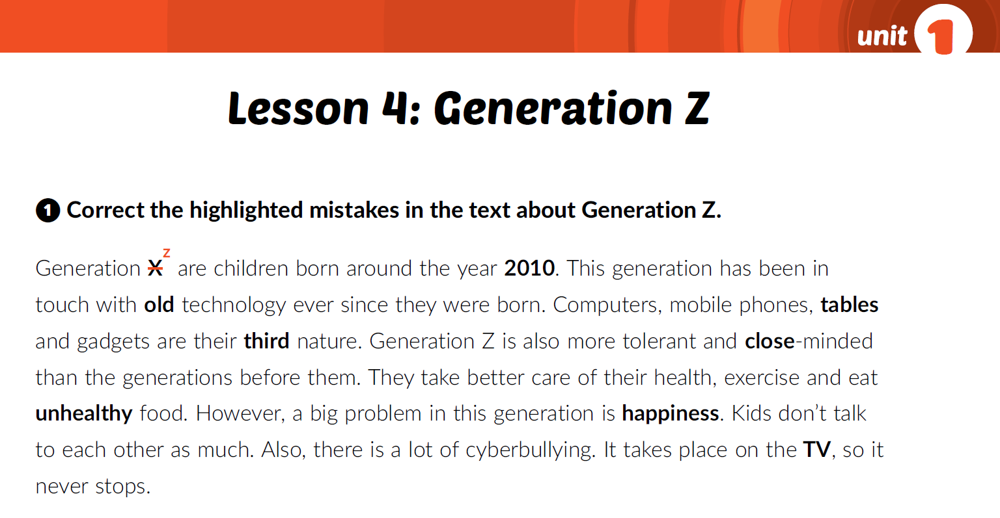 unit 1
Lesson 4: Generation Z
1 Correct the highlighted mistakes in the text about Generation Z.
Z
Generation X are children born around the year 2010. This generation has been in
touch with old technology ever since they were born. Computers, mobile phones, tables
and gadgets are their third nature. Generation Z is also more tolerant and close-minded
than the generations before them. They take better care of their health, exercise and eat
unhealthy food. However, a big problem in this generation is happiness. Kids don’t talk
to each other as much. Also, there is a lot of cyberbullying. It takes place on the TV, so it
never stops.